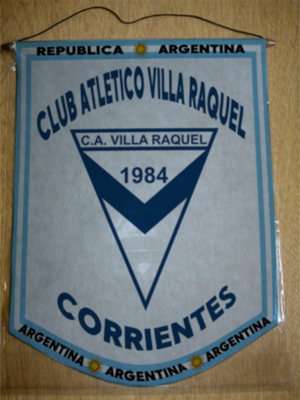 REPUBLICA ARGENTINA
CLUB ATLETICO VILLA RAQUEL
C.A. VILLA RAQUEL
1984
CORRIENTES
ARGENTINA ARGENTINA ARGENTINA